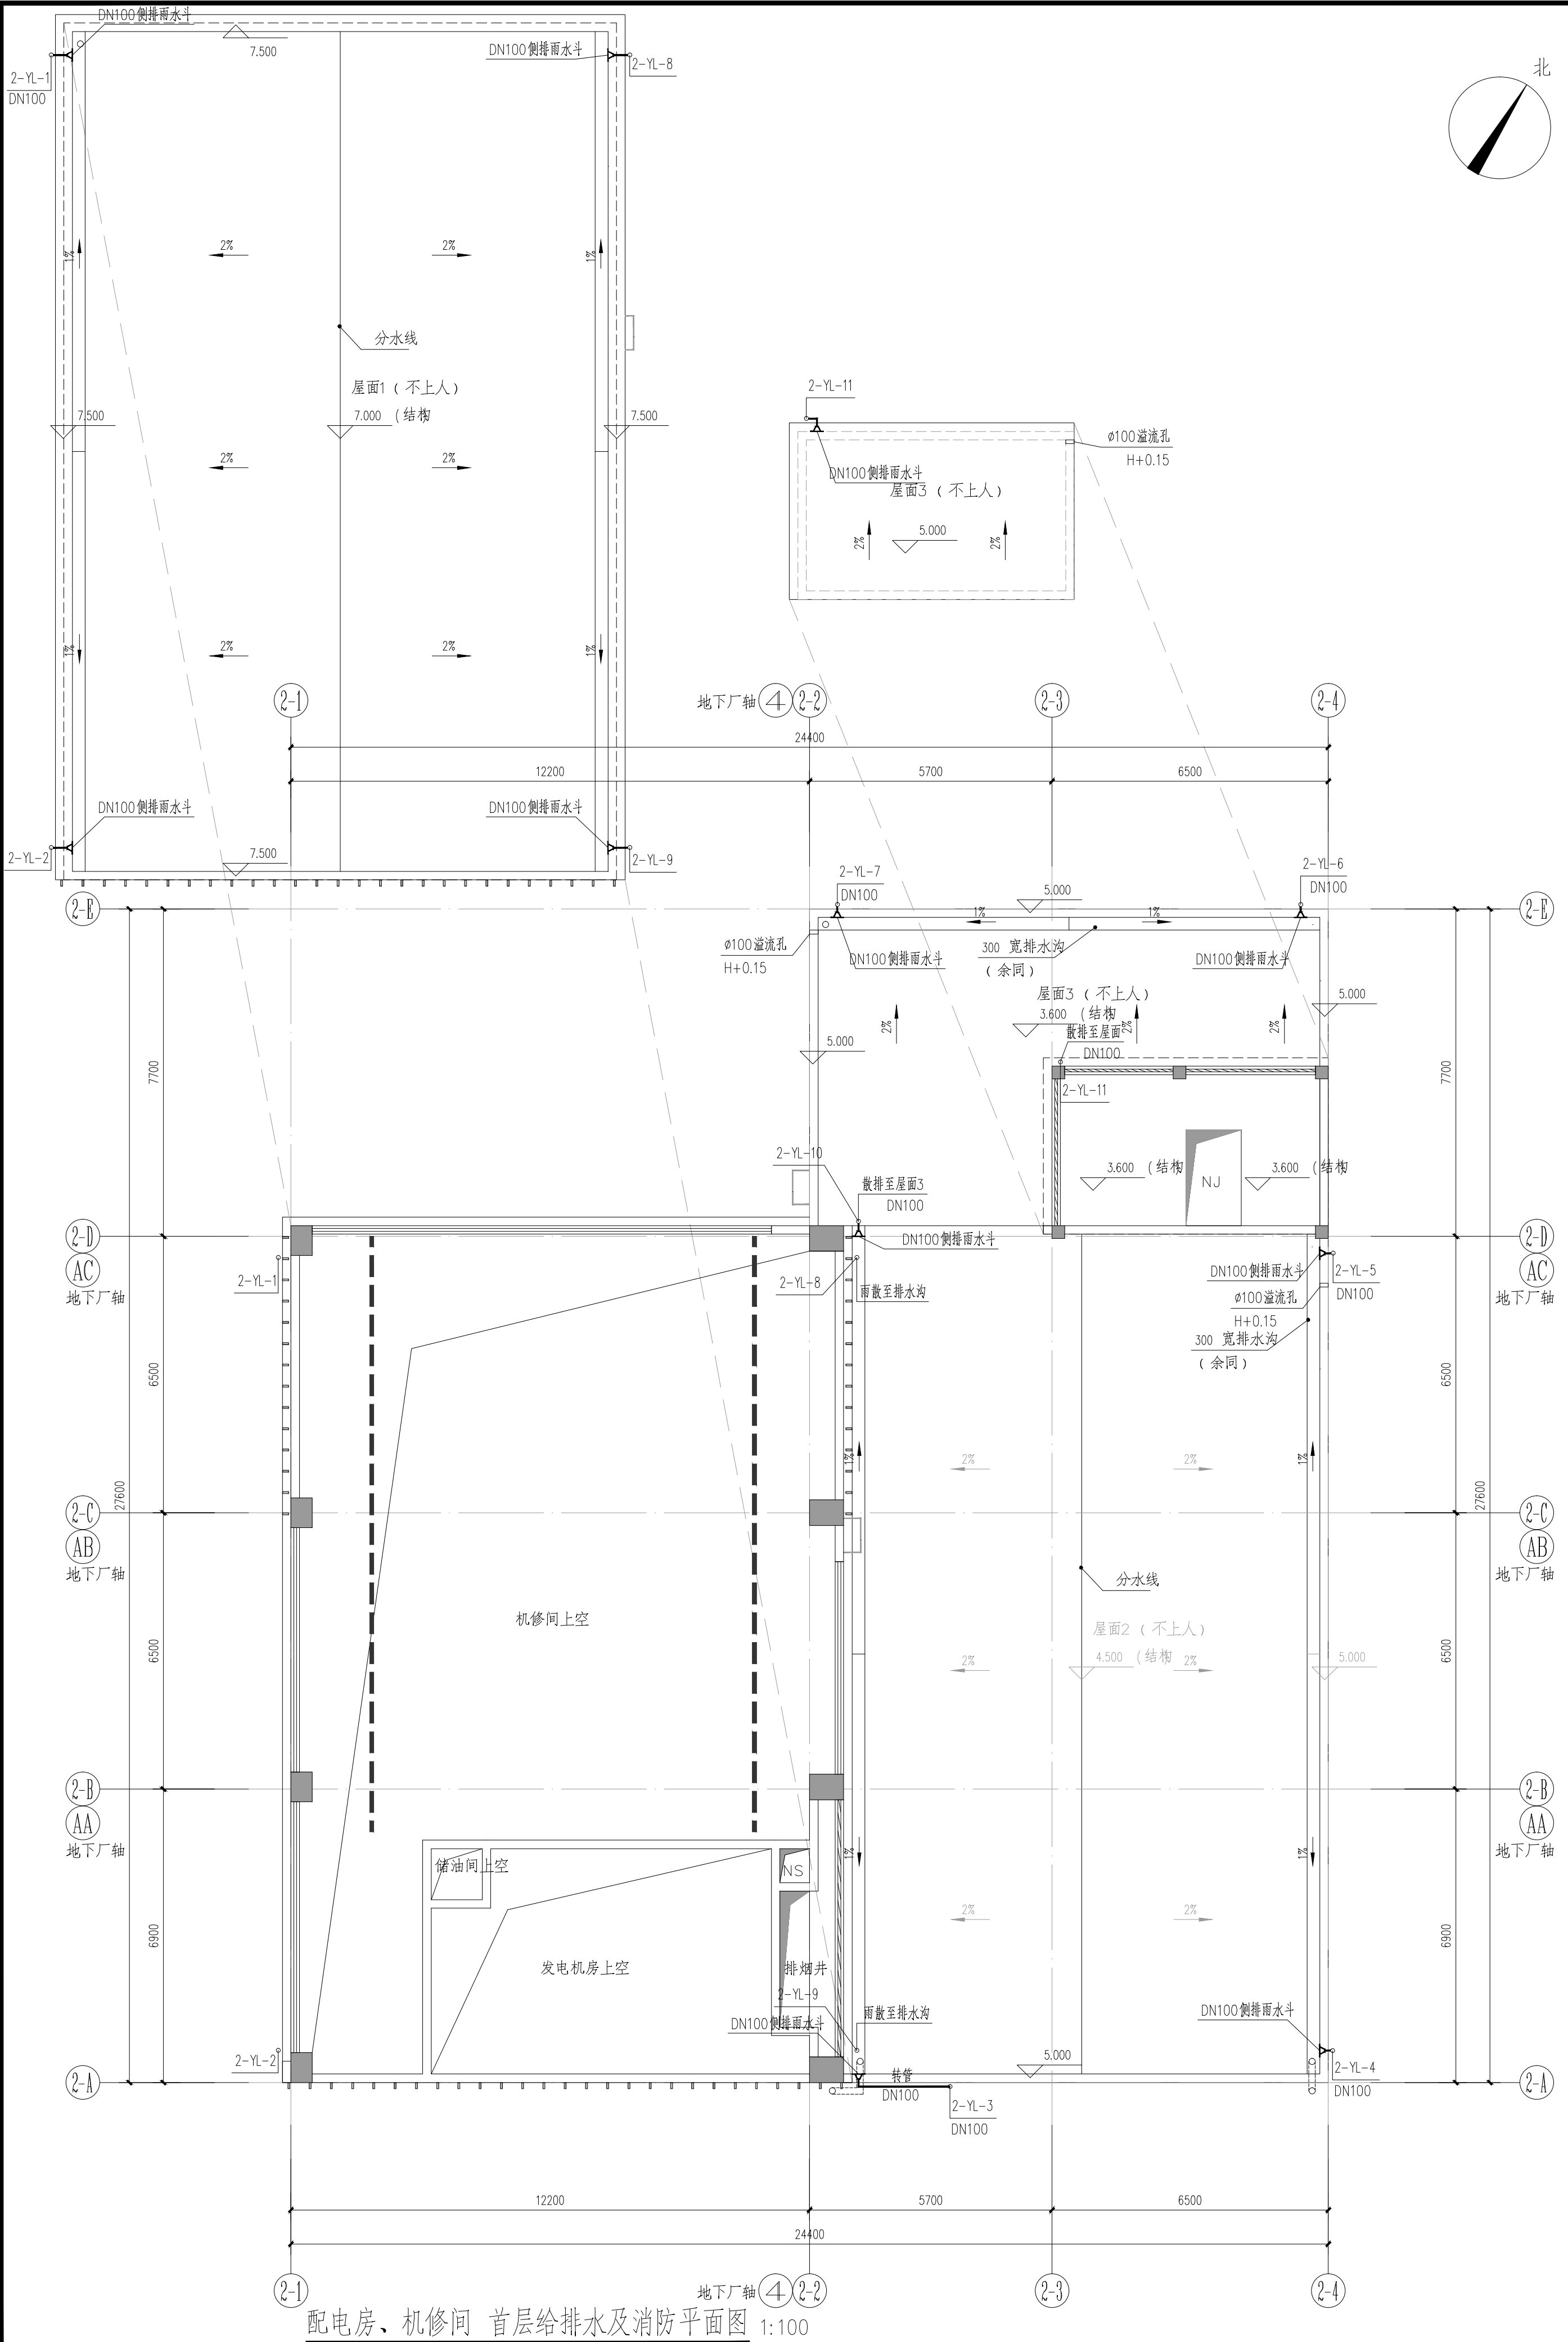 DN100侧排雨水斗
7.500
DN100侧排雨水斗
2-YL-8
2-YL-1
DN100
北
2%
2%
1%
1%
分水线
屋面1（不上人）
7.500
7.000
（结构
7.500
2%
2%
2-YL-11
DN100侧排雨水斗
ø100溢流孔
H+0.15
屋面3（不上人）
5.000
2%
2%
1%
2%
2%
1%
2-1
地下厂轴
4
2-2
2-3
2-4
24400
12200
5700
6500
DN100侧排雨水斗
DN100侧排雨水斗
2-YL-2
7.500
2-YL-9
2-YL-7
DN100
5.000
2-YL-6
DN100
2-E
2-E
1%
1%
ø100溢流孔
H+0.15
DN100侧排雨水斗
300 宽排水沟
（余同）
DN100侧排雨水斗
屋面3（不上人）
3.600
（结构
5.000
2%
2%
2%
散排至屋面
DN100
5.000
7700
7700
2-YL-11
2-YL-10
散排至屋面3
DN100
3.600
（结构
NJ
3.600
（结构
2-D
AC
地下厂轴
DN100侧排雨水斗
2-D
AC
地下厂轴
2-YL-1
2-YL-8
雨散至排水沟
DN100侧排雨水斗
2-YL-5
DN100
ø100溢流孔
H+0.15
300 宽排水沟
（余同）
6500
6500
1%
2%
2%
1%
27600
27600
2-C
AB
地下厂轴
2-C
AB
地下厂轴
分水线
机修间上空
屋面2（不上人）
4.500
（结构
5.000
2%
2%
6500
6500
2-B
AA
地下厂轴
2-B
AA
地下厂轴
储油间上空
NS
1%
1%
2%
2%
6900
6900
发电机房上空
排烟井
2-YL-9
雨散至排水沟
DN100侧排雨水斗
DN100侧排雨水斗
2-YL-2
5.000
2-YL-4
DN100
2-A
2-A
转管
DN100
2-YL-3
DN100
12200
5700
6500
24400
2-1
地下厂轴
4
2-2
2-3
2-4
配电房、机修间 首层给排水及消防平面图 1:100